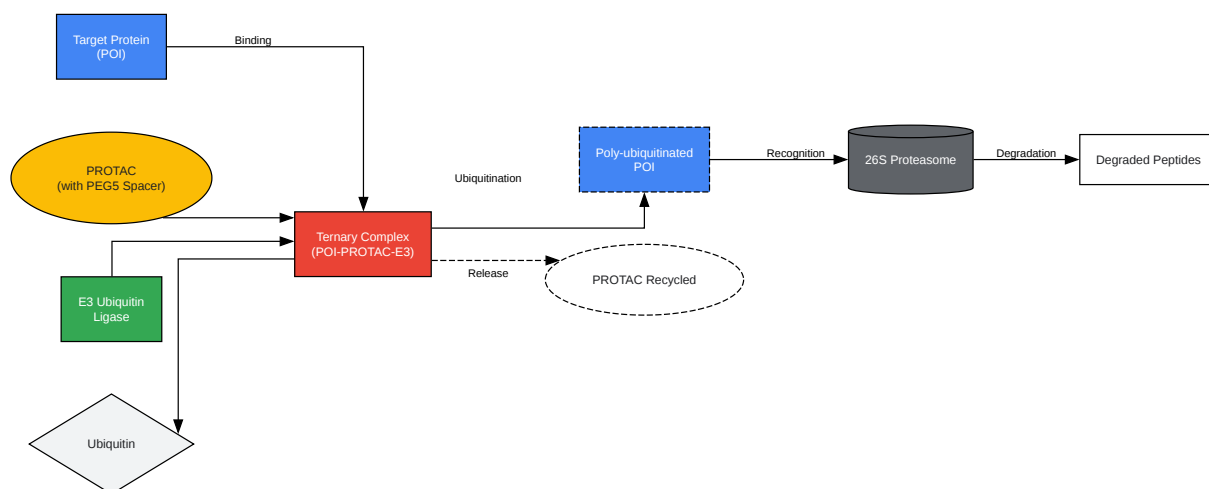 Target Protein
(POI)
Binding
PROTAC
(with PEG5 Spacer)
E3 Ubiquitin
Ligase
Ubiquitin
Ternary Complex
(POI-PROTAC-E3)
Ubiquitination
Release
Poly-ubiquitinated
POI
PROTAC Recycled
Recognition
26S Proteasome
Degradation
Degraded Peptides